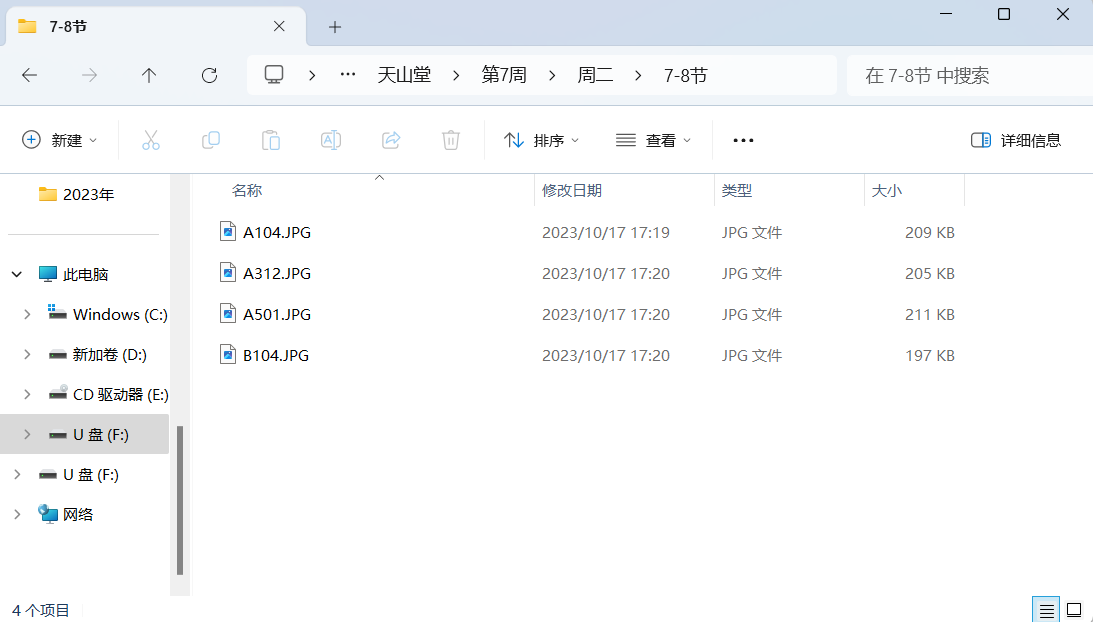 7-8节
天山堂 第7周 周二 7-8节
在 7-8节 中搜索
新建 排序 查看 详细信息
2023年
此电脑
Windows (C:)
新加卷 (D:)
CD 驱动器 (E:)
U 盘 (F:)
U 盘 (F:)
网络
名称 修改日期 类型 大小
A104.JPG 2023/10/17 17:19 JPG 文件 209 KB
A312.JPG 2023/10/17 17:20 JPG 文件 205 KB
A501.JPG 2023/10/17 17:20 JPG 文件 211 KB
B104.JPG 2023/10/17 17:20 JPG 文件 197 KB
4 个项目